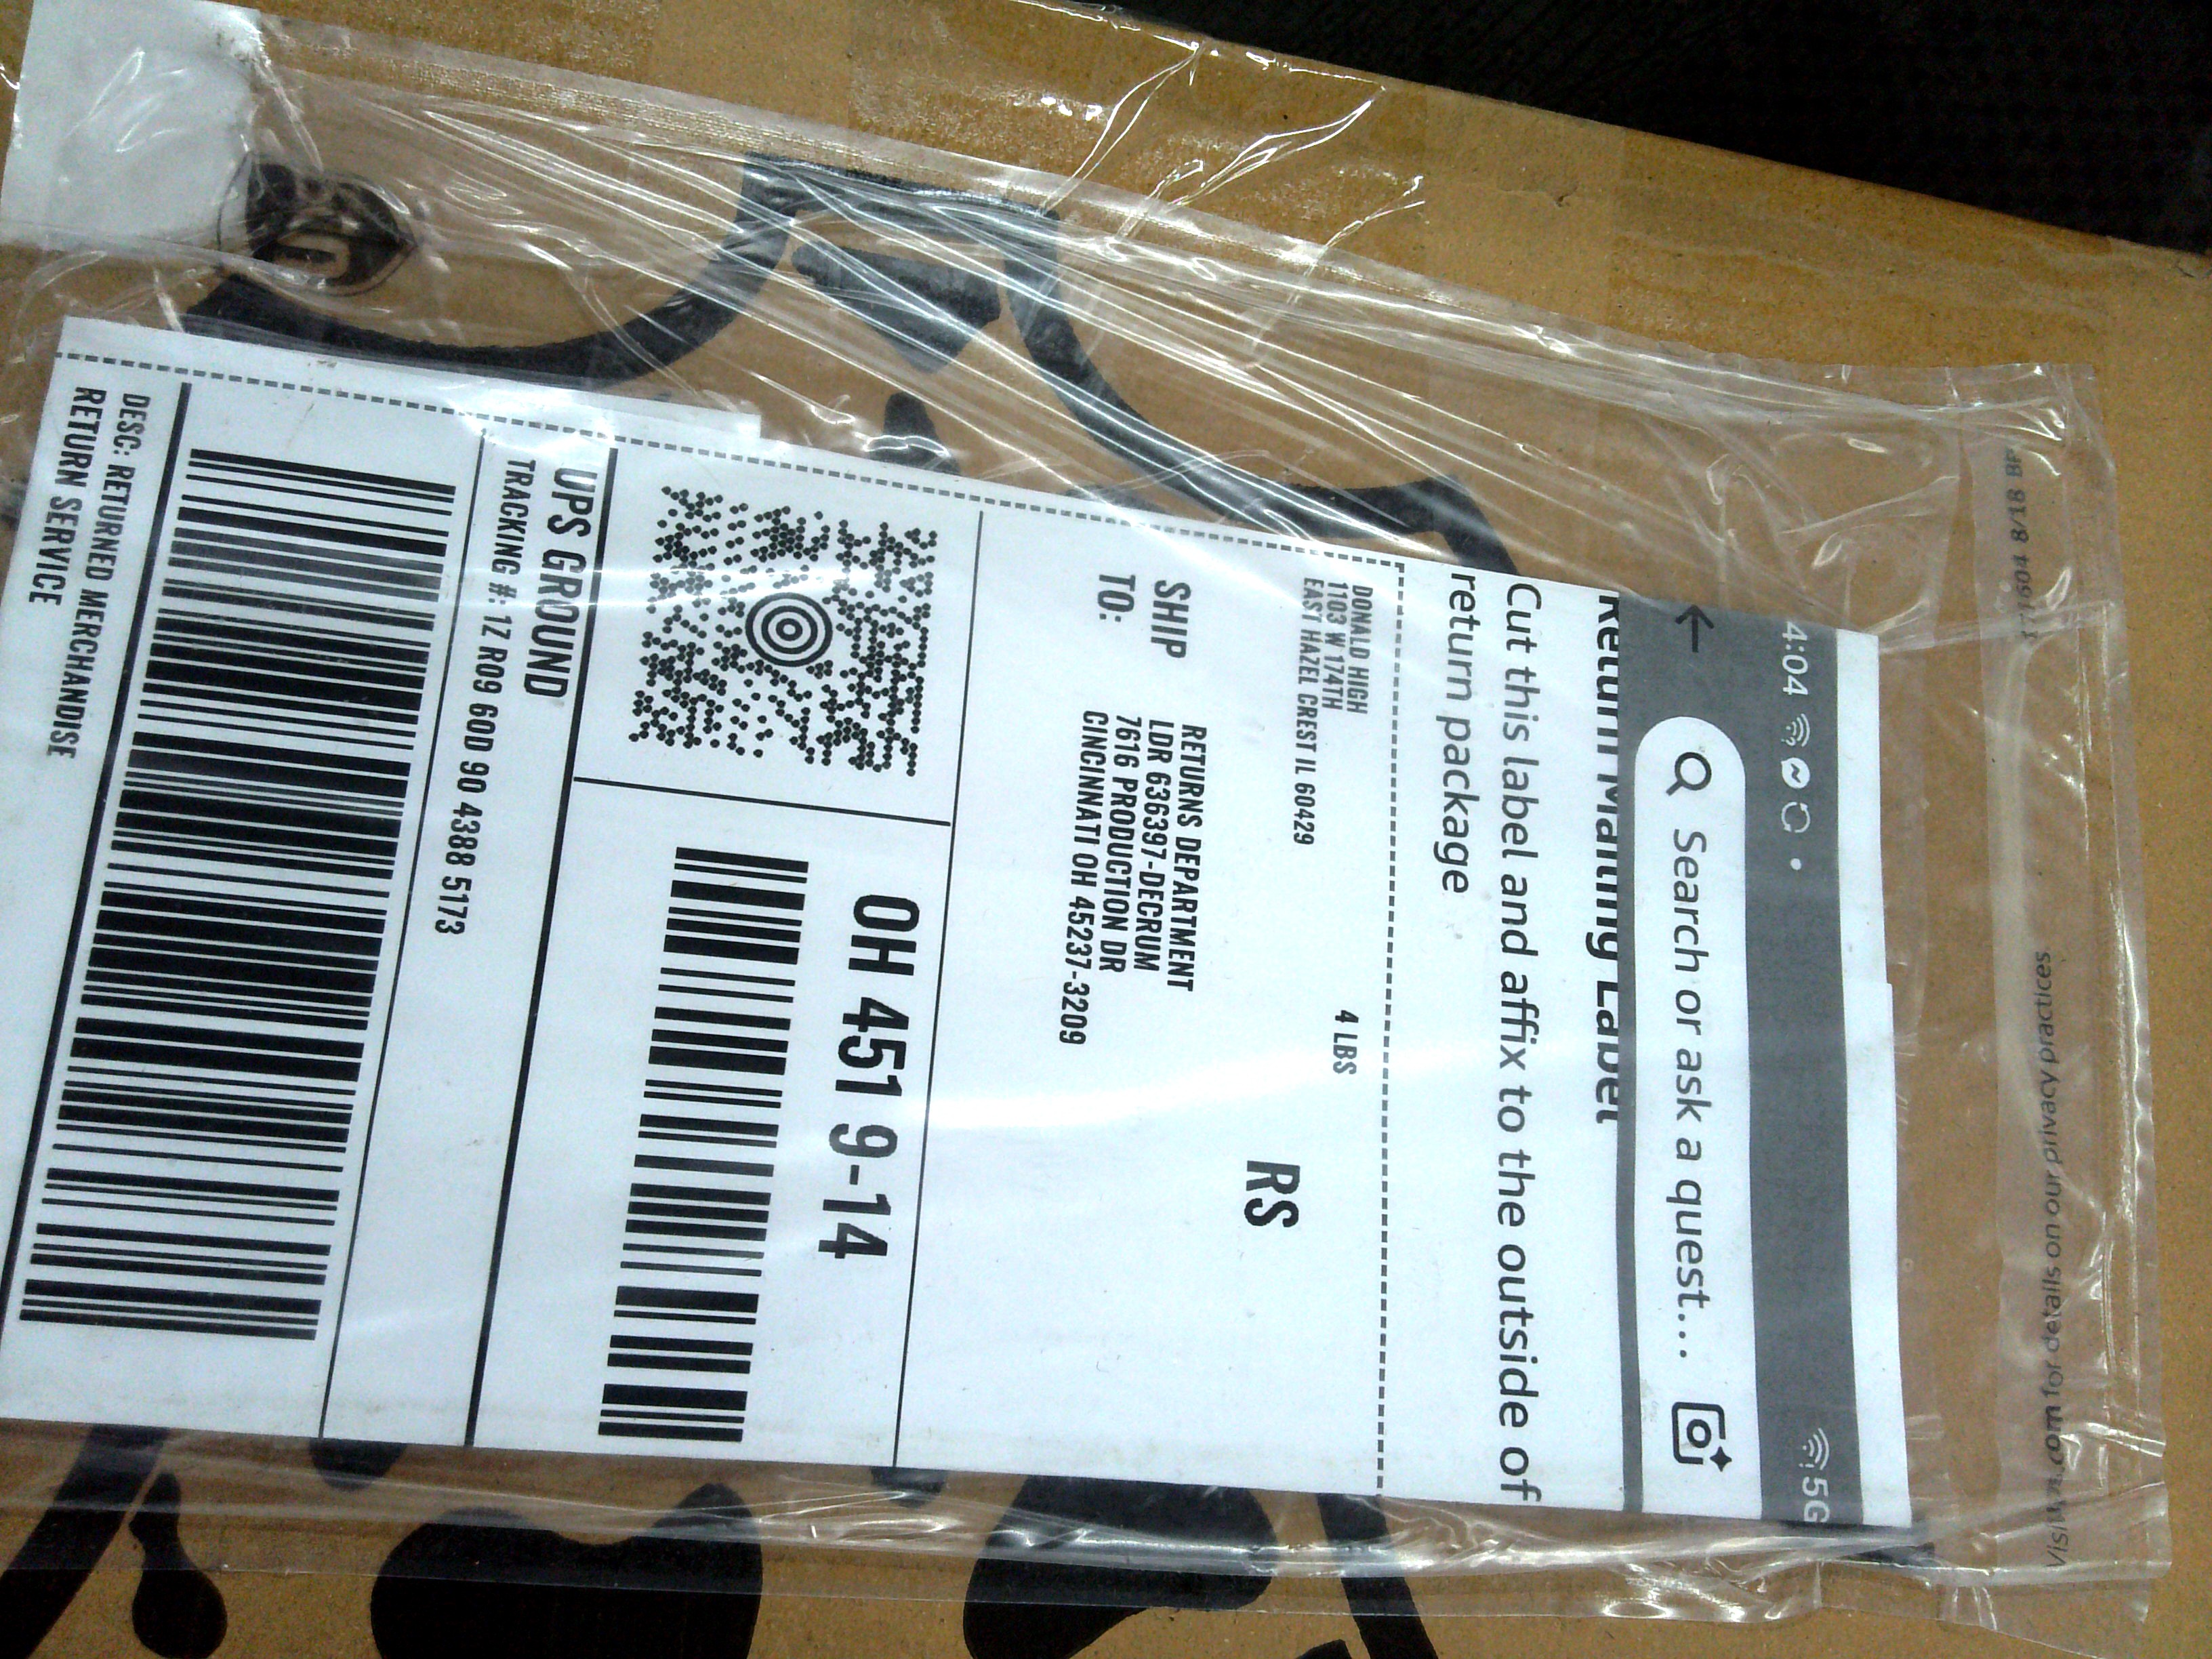 4:04
5G
Search or ask a quest...
Return Mailing Label
Cut this label and affix to the outside of
return package
DONALD HIGH
1103 W 174TH
EAST HAZEL CREST IL 60429
4 LBS
RS
SHIP
TO:
RETURNS DEPARTMENT
LDR 636397-DECRUM
7616 PRODUCTION DR
CINCINNATI OH 45237-3209
OH 451 9-14
UPS GROUND
TRACKING #: 1Z R09 60D 90 4388 5173
DESC: RETURNED MERCHANDISE
RETURN SERVICE
8/18
for details on our privacy practices